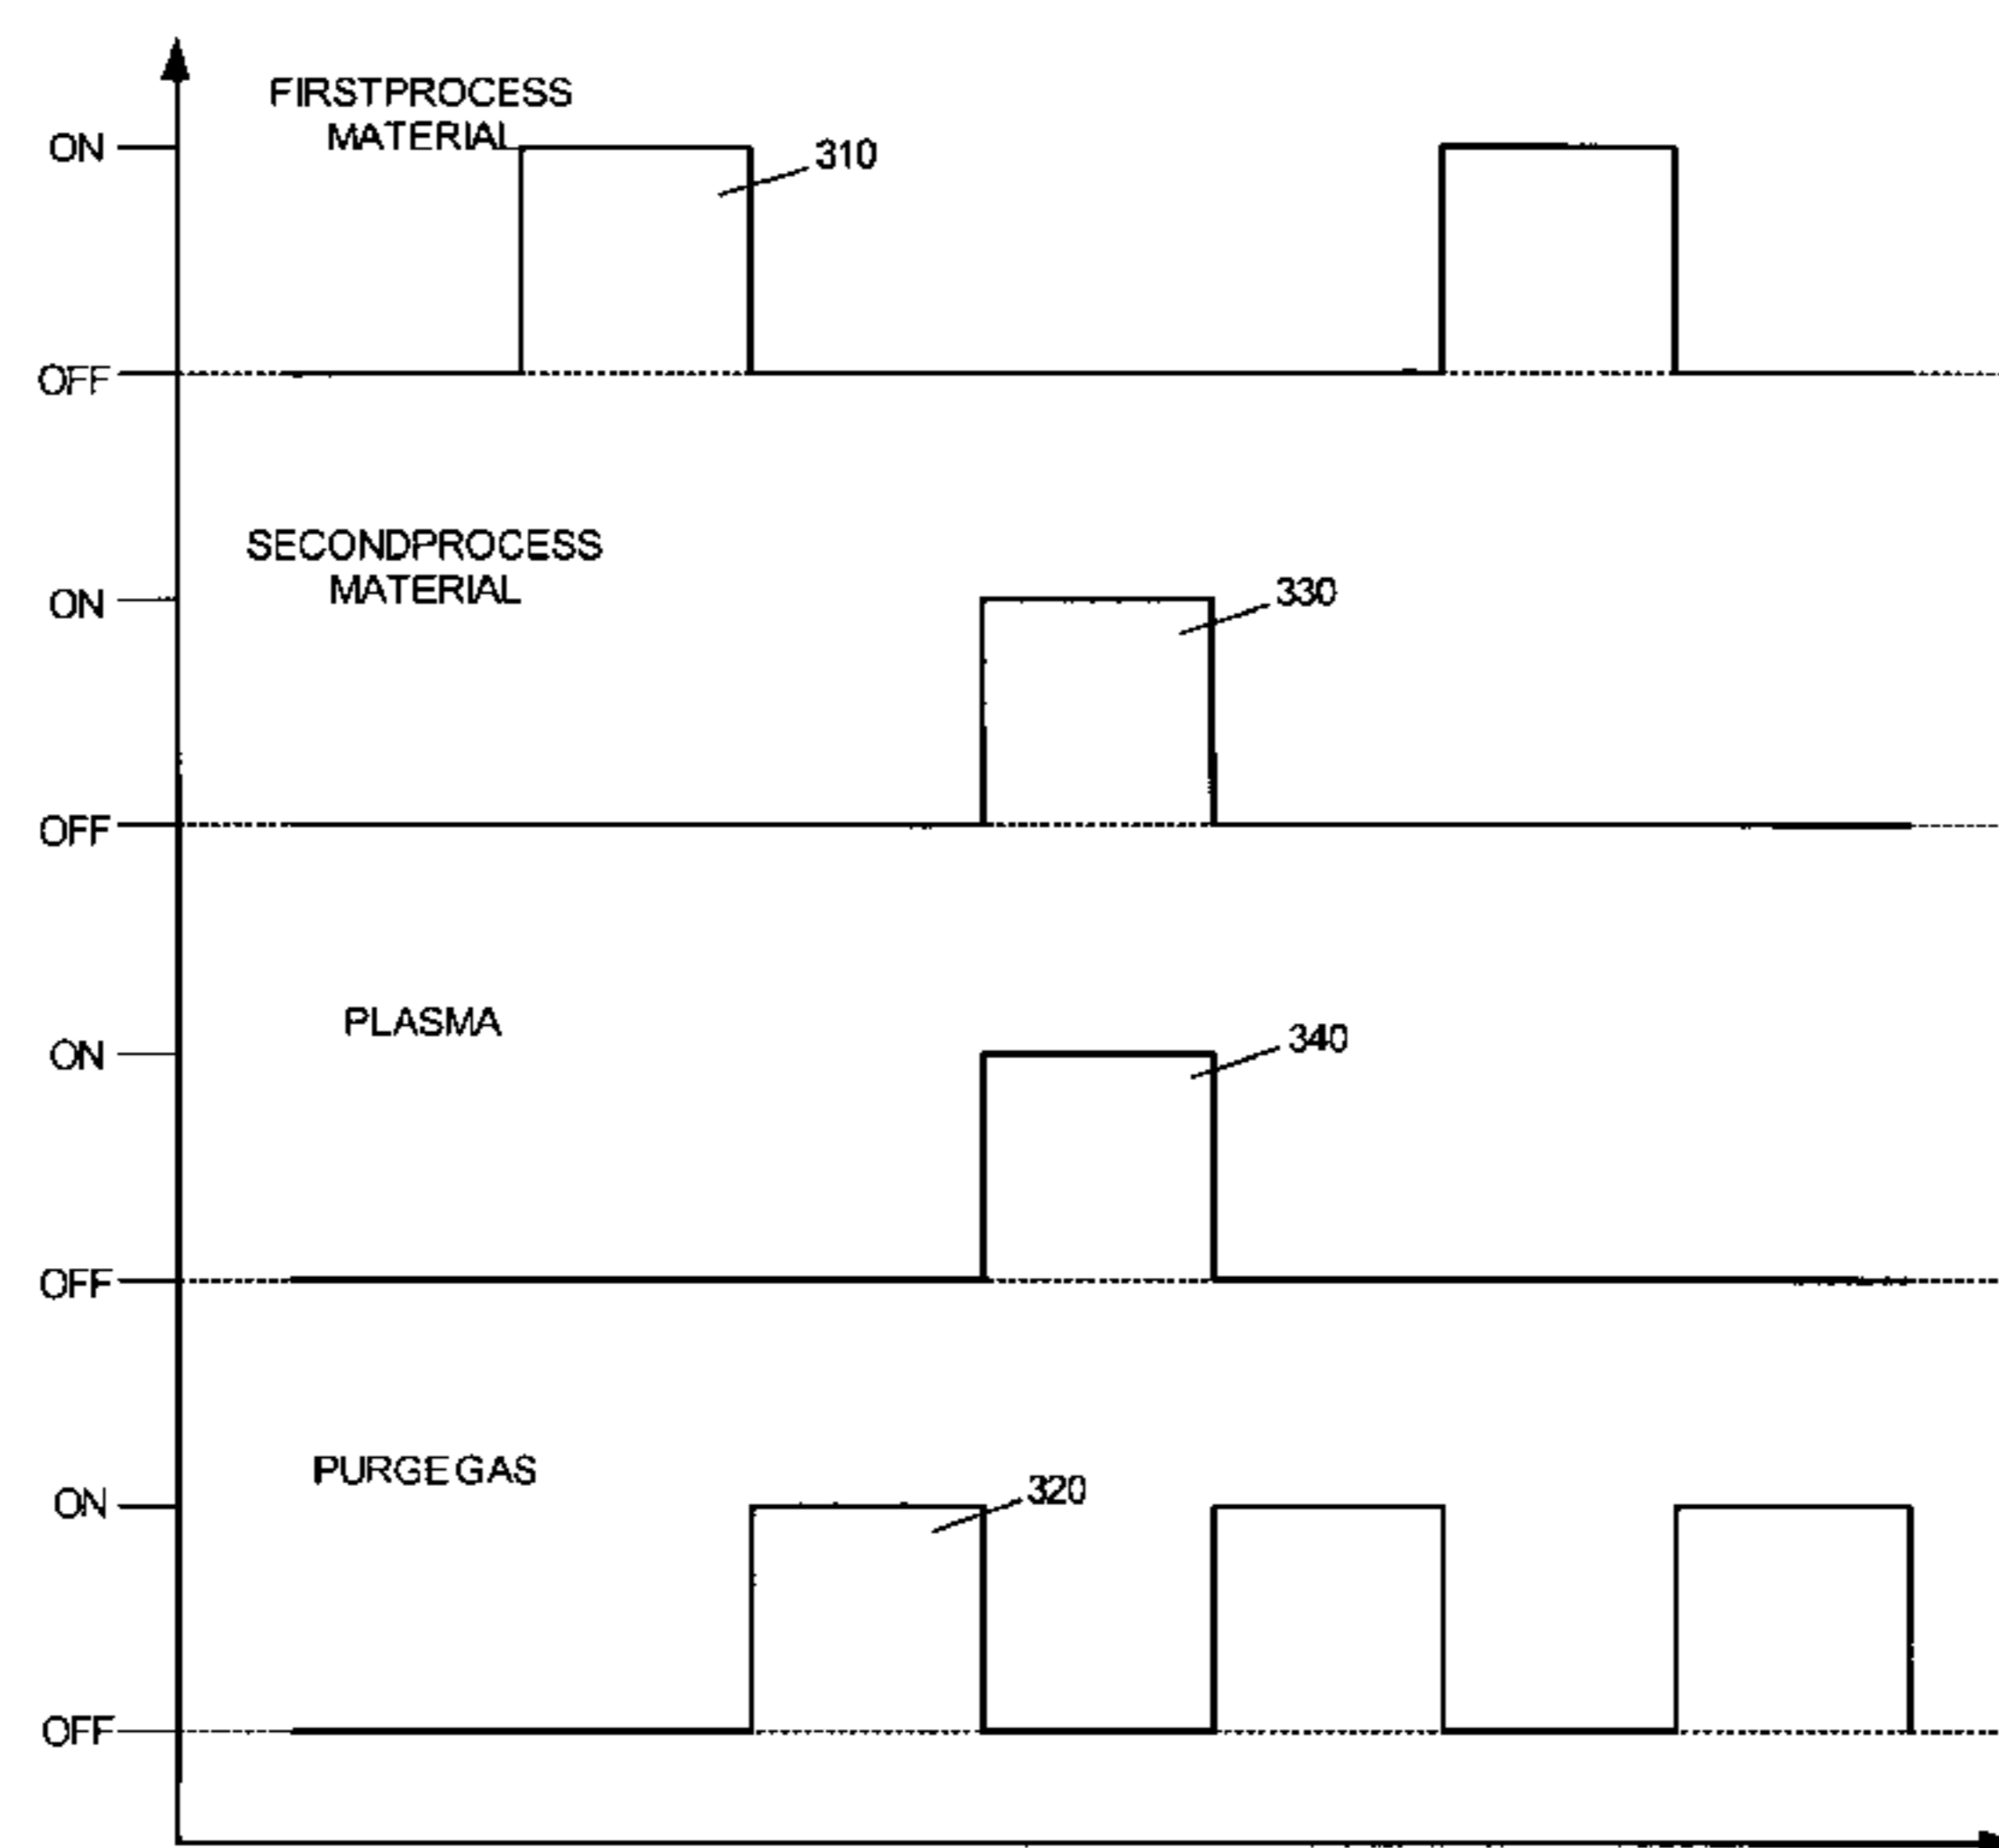 FIRSTPROCESS
MATERIAL
ON
310
OFF
SECONDPROCESS
MATERIAL
ON
330
OFF
PLASMA
ON
340
OFF
PURGE GAS
ON
320
OFF